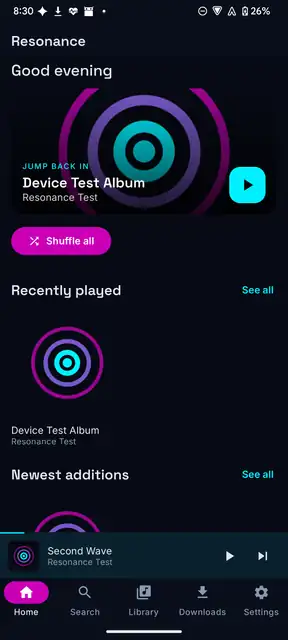 8:30
26%
Resonance
Good evening
JUMP BACK IN
Device Test Album
Resonance Test
Shuffle all
Recently played
See all
Device Test Album
Resonance Test
Newest additions
See all
Second Wave
Resonance Test
Home
Search
Library
Downloads
Settings